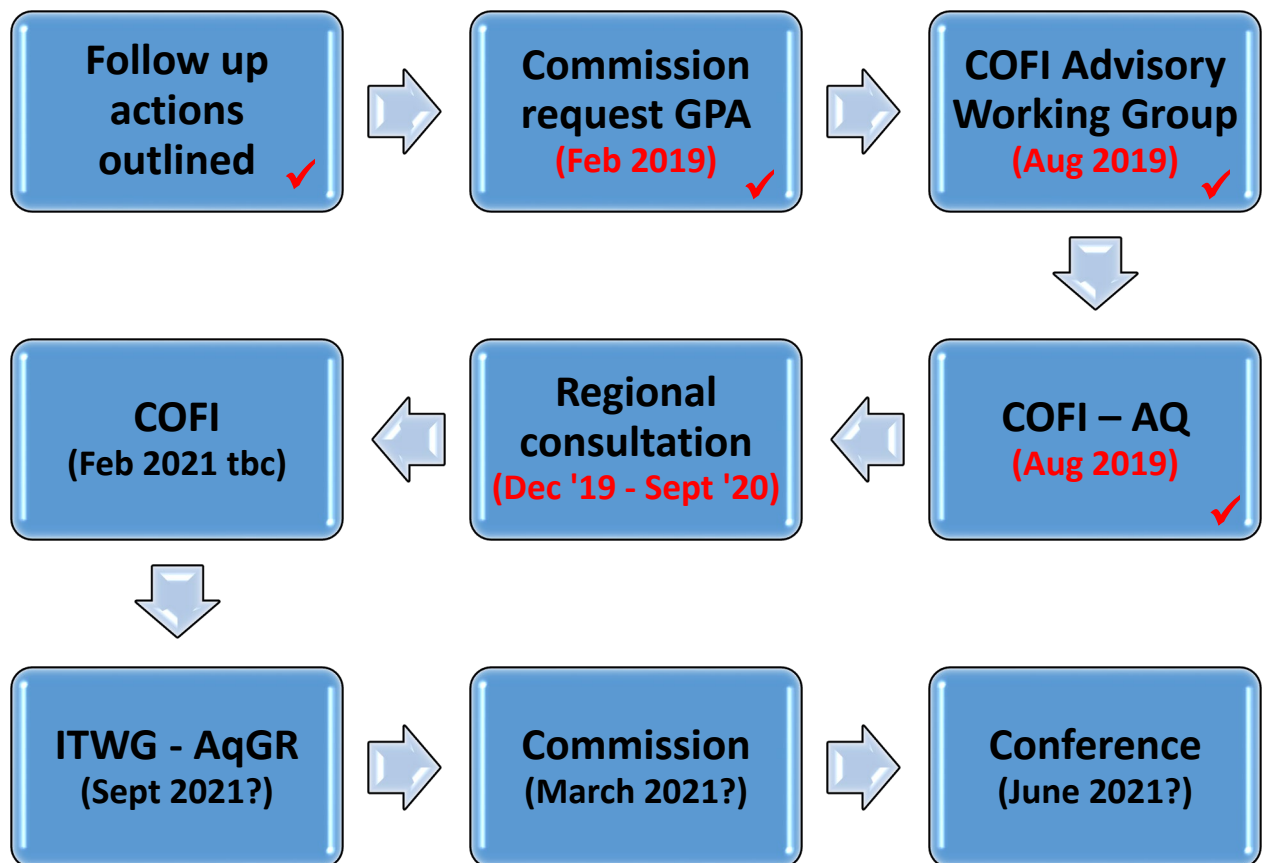 Follow up
actions
outlined
✓
Commission
request GPA
(Feb 2019)
✓
COFI Advisory
Working Group
(Aug 2019)
✓
COFI – AQ
(Aug 2019)
✓
Regional
consultation
(Dec '19 - Sept '20)
COFI
(Feb 2021 tbc)
ITWG - AqGR
(Sept 2021?)
Commission
(March 2021?)
Conference
(June 2021?)